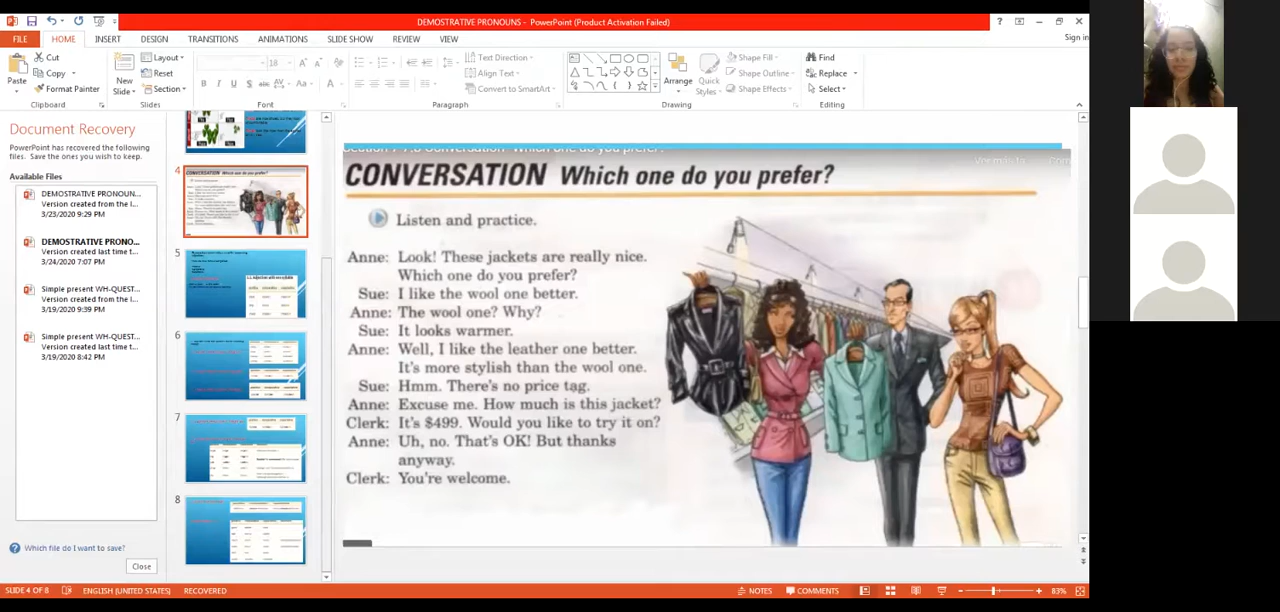 DEMOSTRATIVE PRONOUNS - PowerPoint (Product Activation Failed)
FILE HOME INSERT DESIGN TRANSITIONS ANIMATIONS SLIDE SHOW REVIEW VIEW Sign in
Cut
Copy
Format Painter
Paste
Clipboard
New
Slide
Layout
Reset
Section
Slides
18
Font
Text Direction
Align Text
Convert to SmartArt
Paragraph
Arrange
Quick
Styles
Shape Fill
Shape Outline
Shape Effects
Drawing
Find
Replace
Select
Editing
Document Recovery
PowerPoint has recovered the following
files. Save the ones you wish to keep.
Available Files
DEMOSTRATIVE PRONOUN...
Version created from the l...
3/23/2020 9:29 PM
DEMOSTRATIVE PRONO...
Version created last time t...
3/24/2020 7:07 PM
Simple present WH-QUEST...
Version created from the l...
3/19/2020 9:39 PM
Simple present WH-QUEST...
Version created last time t...
3/19/2020 8:42 PM
Which file do I want to save?
Close
4
5
6
7
8
CONVERSATION Which one do you prefer?
Listen and practice.
Anne: Look! These jackets are really nice.
Which one do you prefer?
Sue: I like the wool one better.
Anne: The wool one? Why?
Sue: It looks warmer.
Anne: Well, I like the leather one better.
It's more stylish than the wool one.
Sue: Hmm. There's no price tag.
Anne: Excuse me. How much is this jacket?
Clerk: It's $499. Would you like to try it on?
Anne: Uh, no. That's OK! But thanks
anyway.
Clerk: You're welcome.
SLIDE 4 OF 8 ENGLISH (UNITED STATES) RECOVERED NOTES COMMENTS 83%